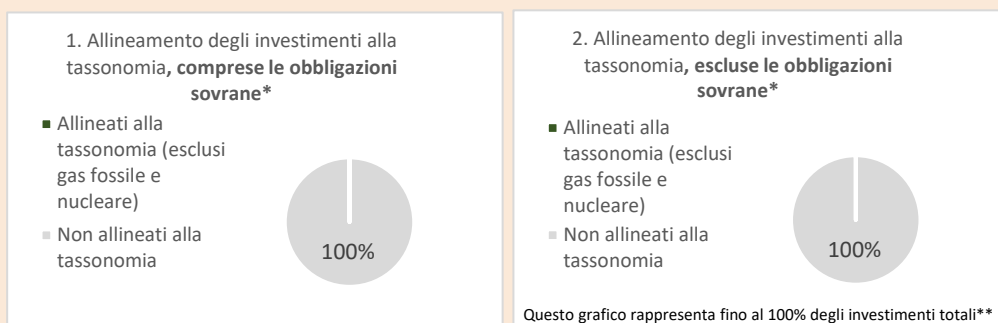 1. Allineamento degli investimenti alla
tassonomia, comprese le obbligazioni
sovrane*
Allineati alla
tassonomia (esclusi
gas fossile e
nucleare)
Non allineati alla
tassonomia
100%
2. Allineamento degli investimenti alla
tassonomia, escluse le obbligazioni
sovrane*
Allineati alla
tassonomia (esclusi
gas fossile e
nucleare)
Non allineati alla
tassonomia
100%
Questo grafico rappresenta fino al 100% degli investimenti totali**